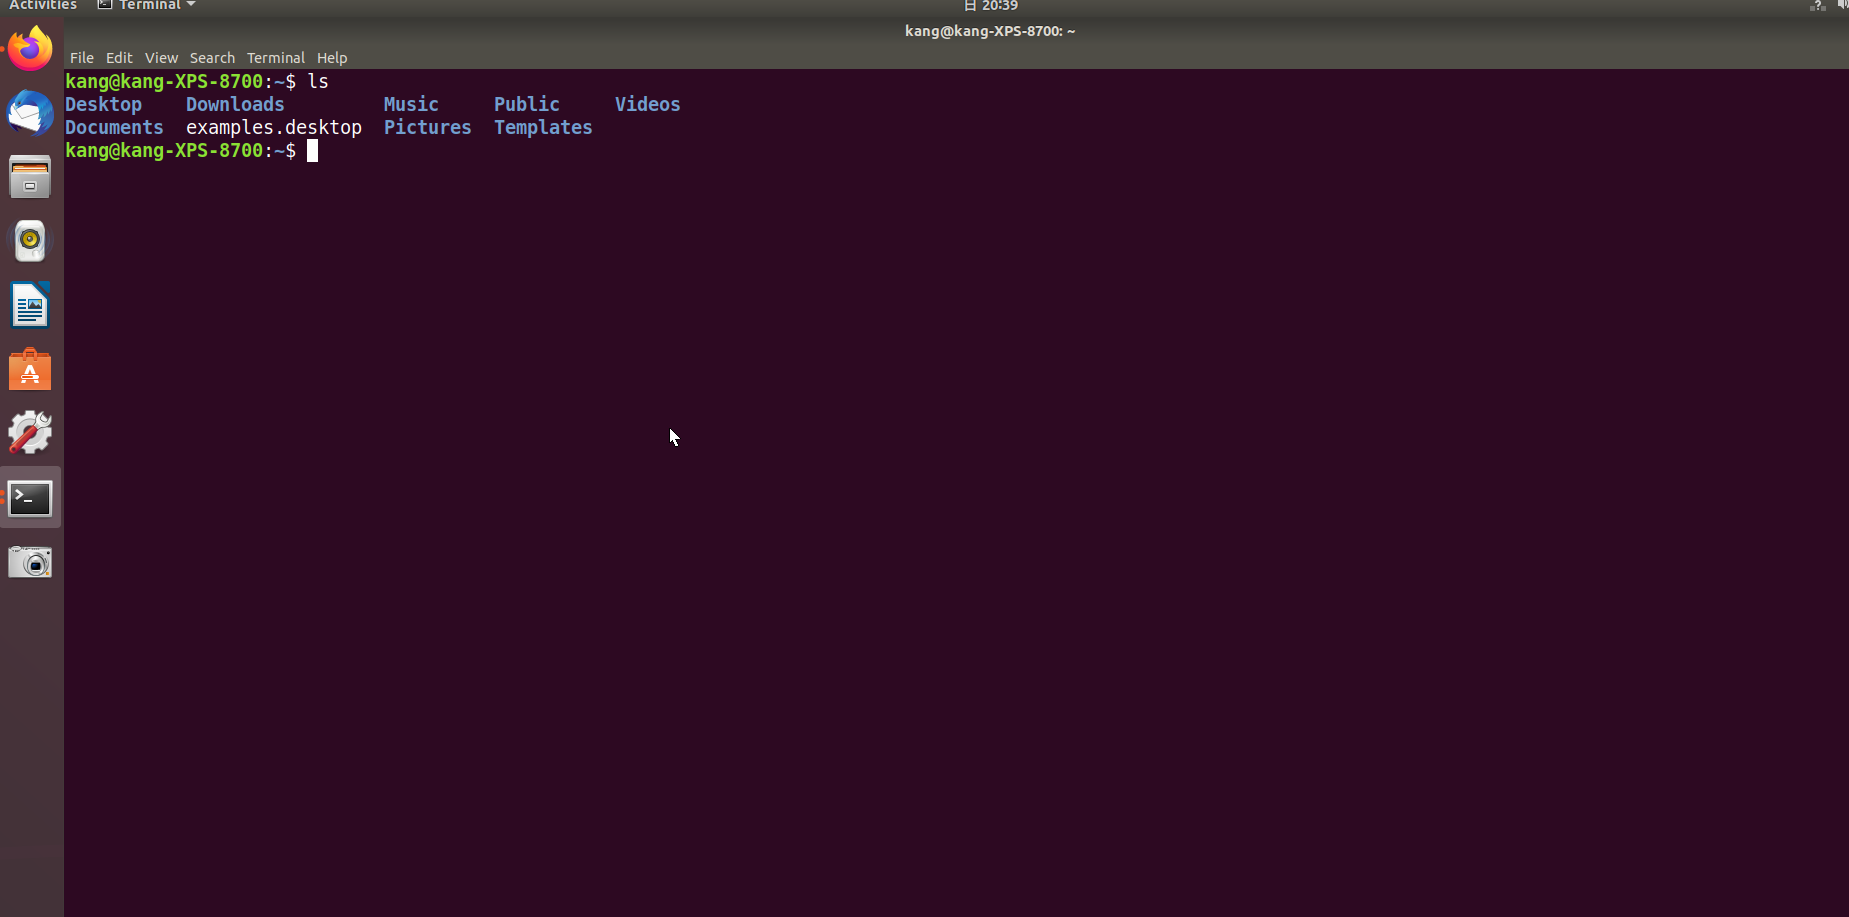 Activities Terminal 日 20:39
kang@kang-XPS-8700: ~
File Edit View Search Terminal Help
kang@kang-XPS-8700:~$ ls
Desktop Downloads Music Public Videos
Documents examples.desktop Pictures Templates
kang@kang-XPS-8700:~$